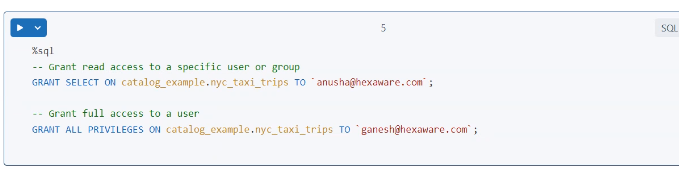 5
SQL
%sql
-- Grant read access to a specific user or group
GRANT SELECT ON catalog_example.nyc_taxi_trips TO `anusha@hexaware.com`;
-- Grant full access to a user
GRANT ALL PRIVILEGES ON catalog_example.nyc_taxi_trips TO `ganesh@hexaware.com`;